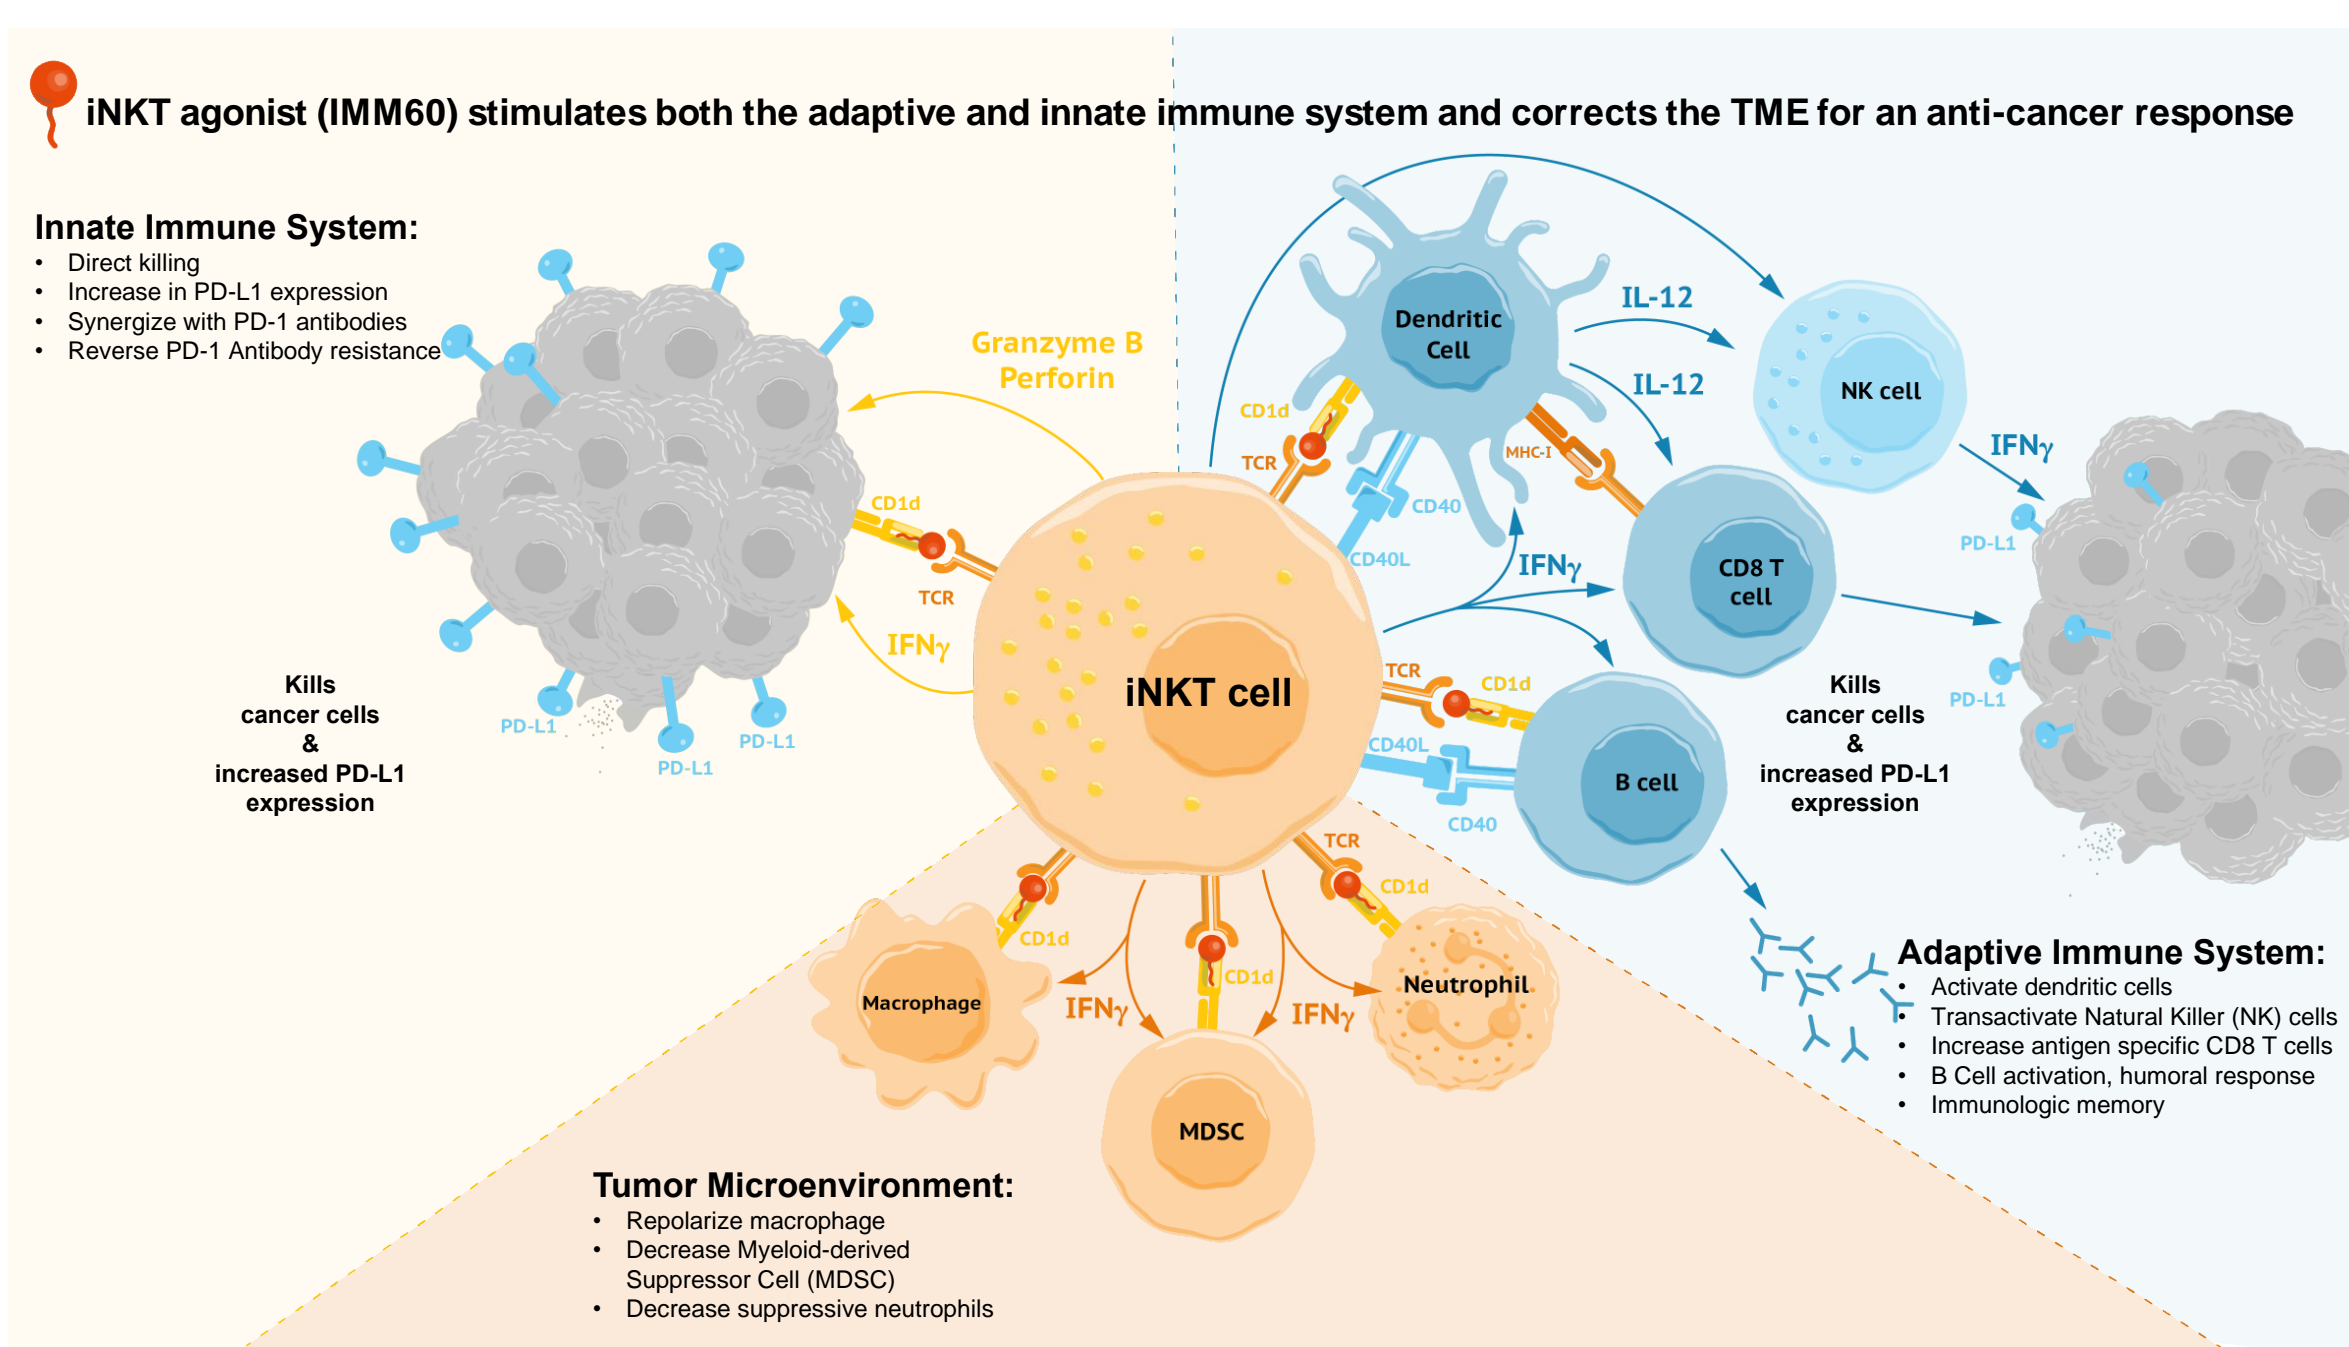 iNKT agonist (IMM60) stimulates both the adaptive and innate immune system and corrects the TME for an anti-cancer response
Innate Immune System:
• Direct killing
• Increase in PD-L1 expression
• Synergize with PD-1 antibodies
• Reverse PD-1 Antibody resistance
Granzyme B
Perforin
CD1d
TCR
IFNγ
Kills
cancer cells
&
increased PD-L1
expression
PD-L1
PD-L1
PD-L1
iNKT cell
Dendritic
Cell
IL-12
IL-12
NK cell
CD1d
TCR
CD40
CD40L
MHC-I
IFNγ
CD8 T
cell
IFNγ
PD-L1
PD-L1
TCR
CD1d
CD40L
CD40
B cell
Kills
cancer cells
&
increased PD-L1
expression
Adaptive Immune System:
• Activate dendritic cells
• Transactivate Natural Killer (NK) cells
• Increase antigen specific CD8 T cells
• B Cell activation, humoral response
• Immunologic memory
TCR
CD1d
CD1d
CD1d
Macrophage
IFNγ
IFNγ
Neutrophil
MDSC
Tumor Microenvironment:
• Repolarize macrophage
• Decrease Myeloid-derived
Suppressor Cell (MDSC)
• Decrease suppressive neutrophils